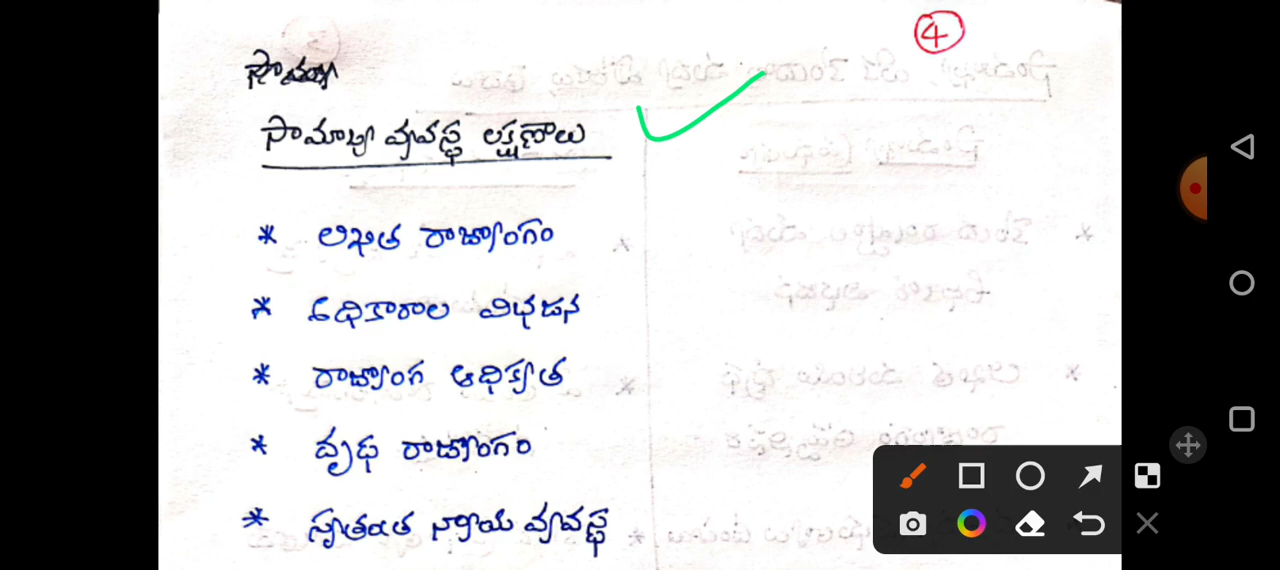 ④
సామాఖ్య వ్యవస్థ లక్షణాలు
* లిఖిత రాజ్యాంగం
* అధికారాల విభజన
* రాజ్యాంగ ఆధిక్యత
* దృఢ రాజ్యాంగం
* స్వతంత్ర న్యాయ వ్యవస్థ